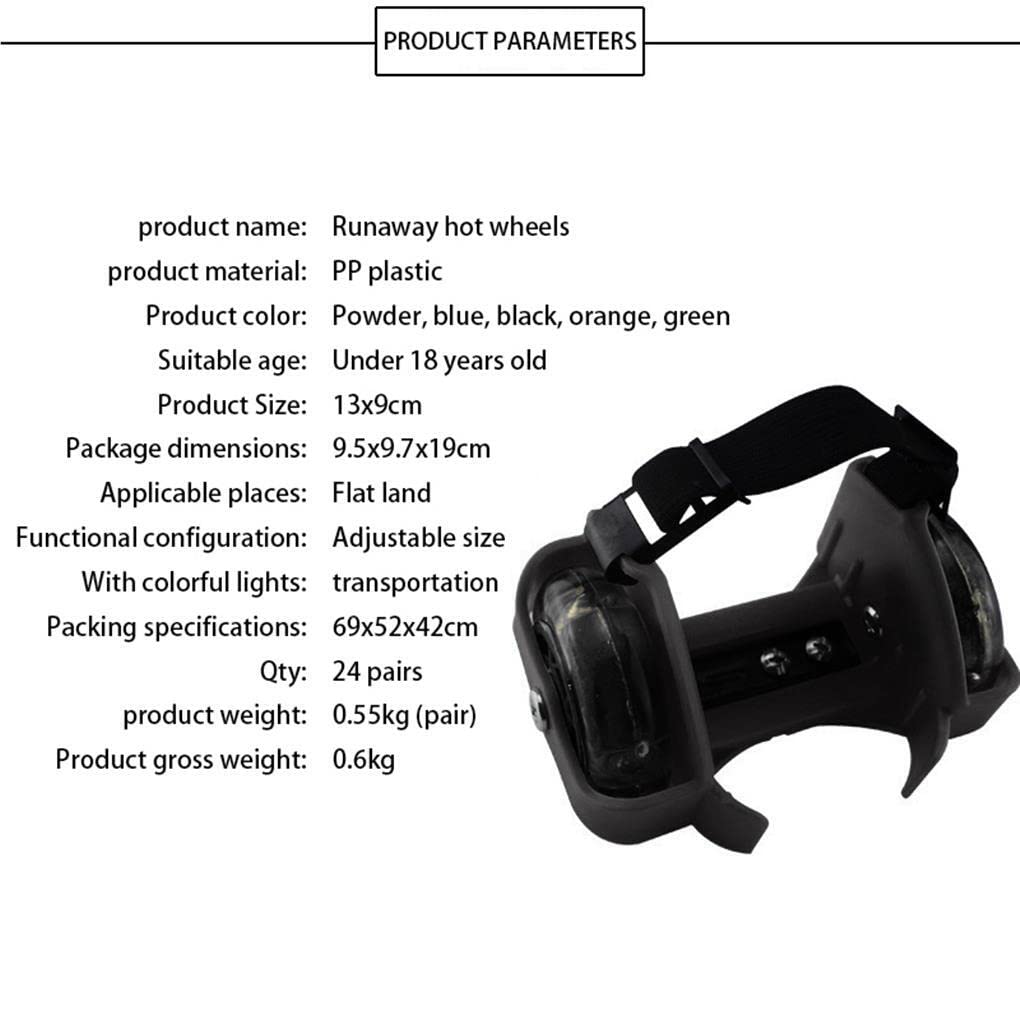 PRODUCT PARAMETERS
product name: Runaway hot wheels
product material: PP plastic
Product color: Powder, blue, black, orange, green
Suitable age: Under 18 years old
Product Size: 13x9cm
Package dimensions: 9.5x9.7x19cm
Applicable places: Flat land
Functional configuration: Adjustable size
With colorful lights: transportation
Packing specifications: 69x52x42cm
Qty: 24 pairs
product weight: 0.55kg (pair)
Product gross weight: 0.6kg